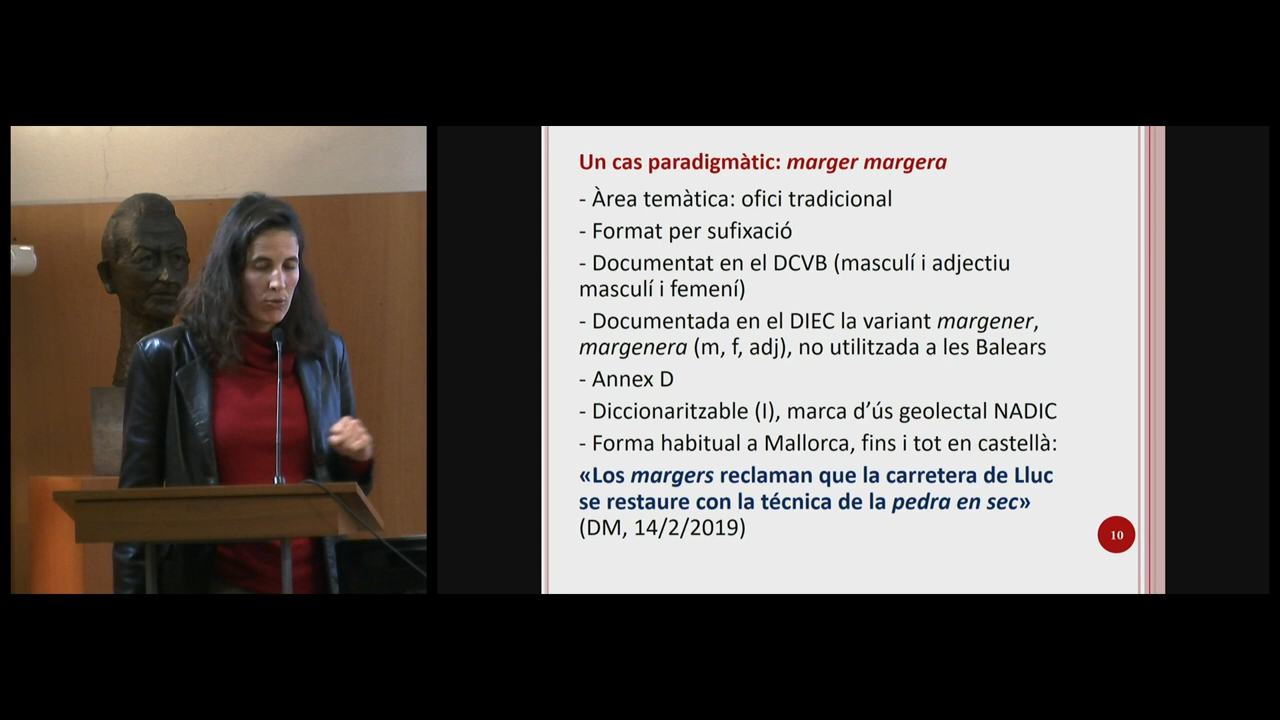 Un cas paradigmàtic: marger margera
- Àrea temàtica: ofici tradicional
- Format per sufixació
- Documentat en el DCVB (masculí i adjectiu
masculí i femení)
- Documentada en el DIEC la variant margener,
margenera (m, f, adj), no utilitzada a les Balears
- Annex D
- Diccionaritzable (I), marca d’ús geolectal NADIC
- Forma habitual a Mallorca, fins i tot en castellà:
«Los margers reclaman que la carretera de Lluc
se restaure con la técnica de la pedra en sec»
(DM, 14/2/2019)
10